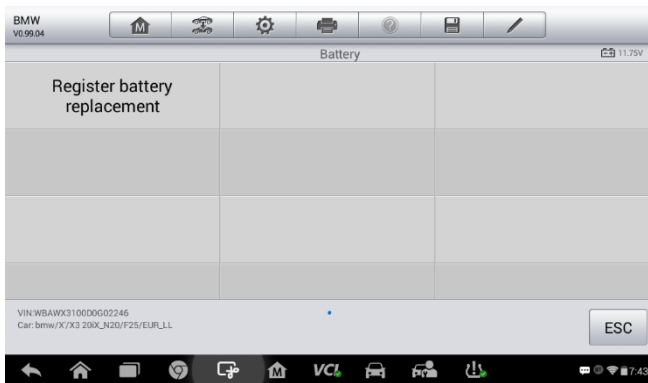 BMW
V0.99.04
M
Battery
11.75V
Register battery
replacement
VIN:WBAWX3100D0G02246
Car: bmw/X'/X3 20iX_N20/F25/EUR_LL
ESC
M
VCI
7:43